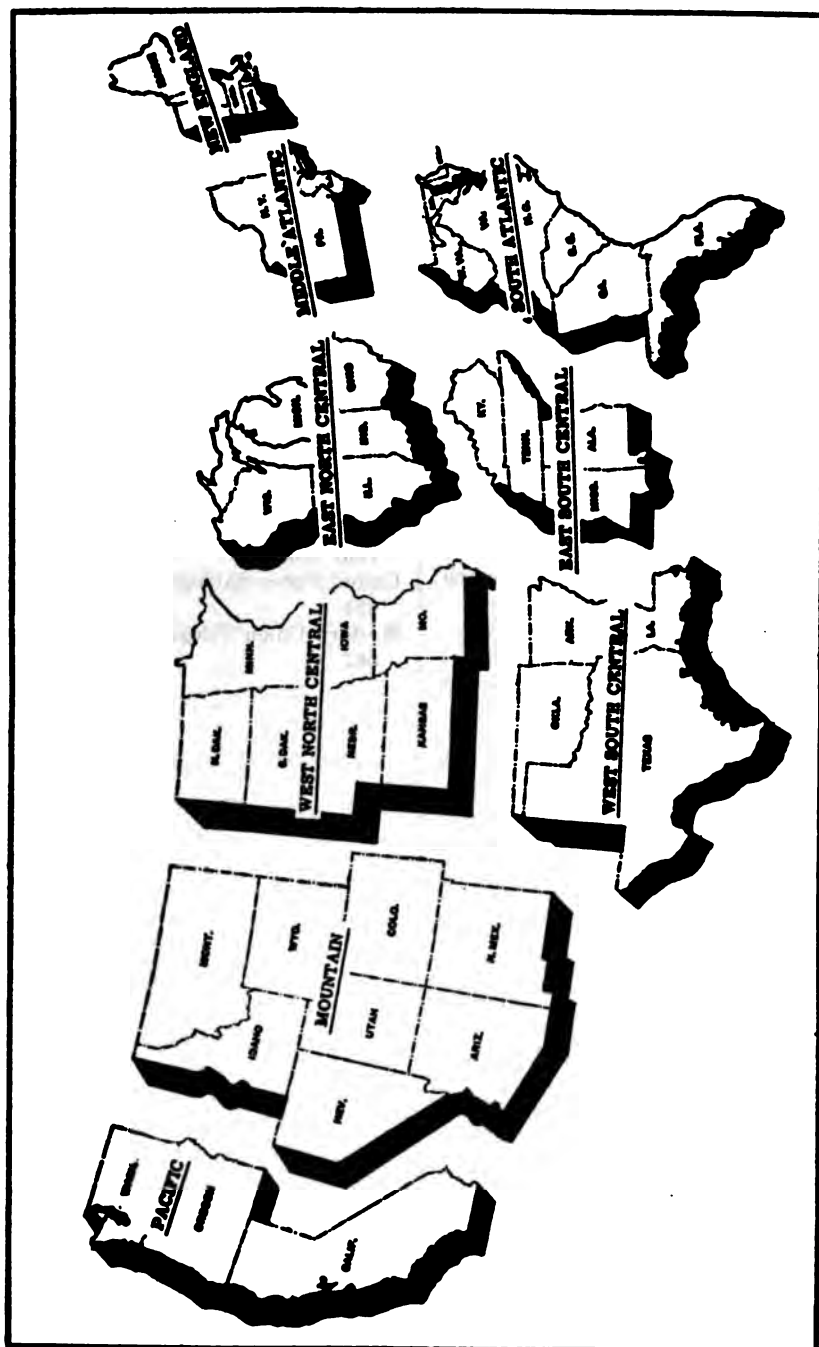 NEW ENGLAND
MAINE
MIDDLE ATLANTIC
N.Y.
PA.
SOUTH ATLANTIC
W. VA.
VA.
N.C.
S.C.
GA.
FLA.
EAST NORTH CENTRAL
WIS.
MICH.
ILL.
IND.
OHIO
EAST SOUTH CENTRAL
KY.
TENN.
MISS.
ALA.
WEST NORTH CENTRAL
N. DAK.
MINN.
S. DAK.
IOWA
NEBR.
MO.
KANSAS
WEST SOUTH CENTRAL
OKLA.
ARK.
TEXAS
LA.
MOUNTAIN
MONT.
IDAHO
WYO.
NEV.
UTAH
COLO.
ARIZ.
N. MEX.
PACIFIC
WASH.
OREGON
CALIF.